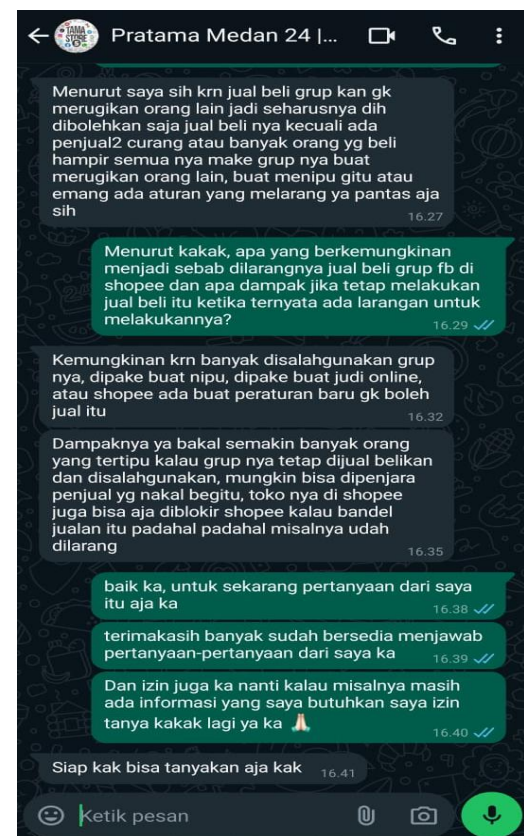 TAMA
STORE
Pratama Medan 24 |...
Menurut saya sih krn jual beli grup kan gk
merugikan orang lain jadi seharusnya dih
dibolehkan saja jual beli nya kecuali ada
penjual2 curang atau banyak orang yg beli
hampir semua nya make grup nya buat
merugikan orang lain, buat menipu gitu atau
emang ada aturan yang melarang ya pantas aja
sih
16.27
Menurut kakak, apa yang berkemungkinan
menjadi sebab dilarangnya jual beli grup fb di
shopee dan apa dampak jika tetap melakukan
jual beli itu ketika ternyata ada larangan untuk
melakukannya?
16.29
Kemungkinan krn banyak disalahgunakan grup
nya, dipake buat nipu, dipake buat judi online,
atau shopee ada buat peraturan baru gk boleh
jual itu
16.32
Dampaknya ya bakal semakin banyak orang
yang tertipu kalau grup nya tetap dijual belikan
dan disalahgunakan, mungkin bisa dipenjara
penjual yg nakal begitu, toko nya di shopee
juga bisa aja diblokir shopee kalau bandel
jualan itu padahal padahal misalnya udah
dilarang
16.35
baik ka, untuk sekarang pertanyaan dari saya
itu aja ka
16.38
terimakasih banyak sudah bersedia menjawab
pertanyaan-pertanyaan dari saya ka
16.39
Dan izin juga ka nanti kalau misalnya masih
ada informasi yang saya butuhkan saya izin
tanya kakak lagi ya ka 🙏🏻
16.40
Siap kak bisa tanyakan aja kak
16.41
Ketik pesan